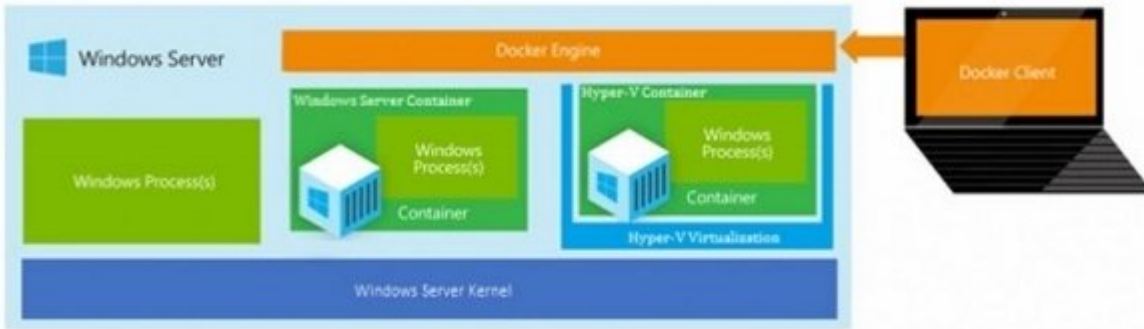 Windows Server
Docker Engine
Docker Client
Windows Server Container
Hyper-V Container
Windows
Process(s)
Windows
Process(s)
Windows Process(s)
Container
Container
Hyper-V Virtualization
Windows Server Kernel